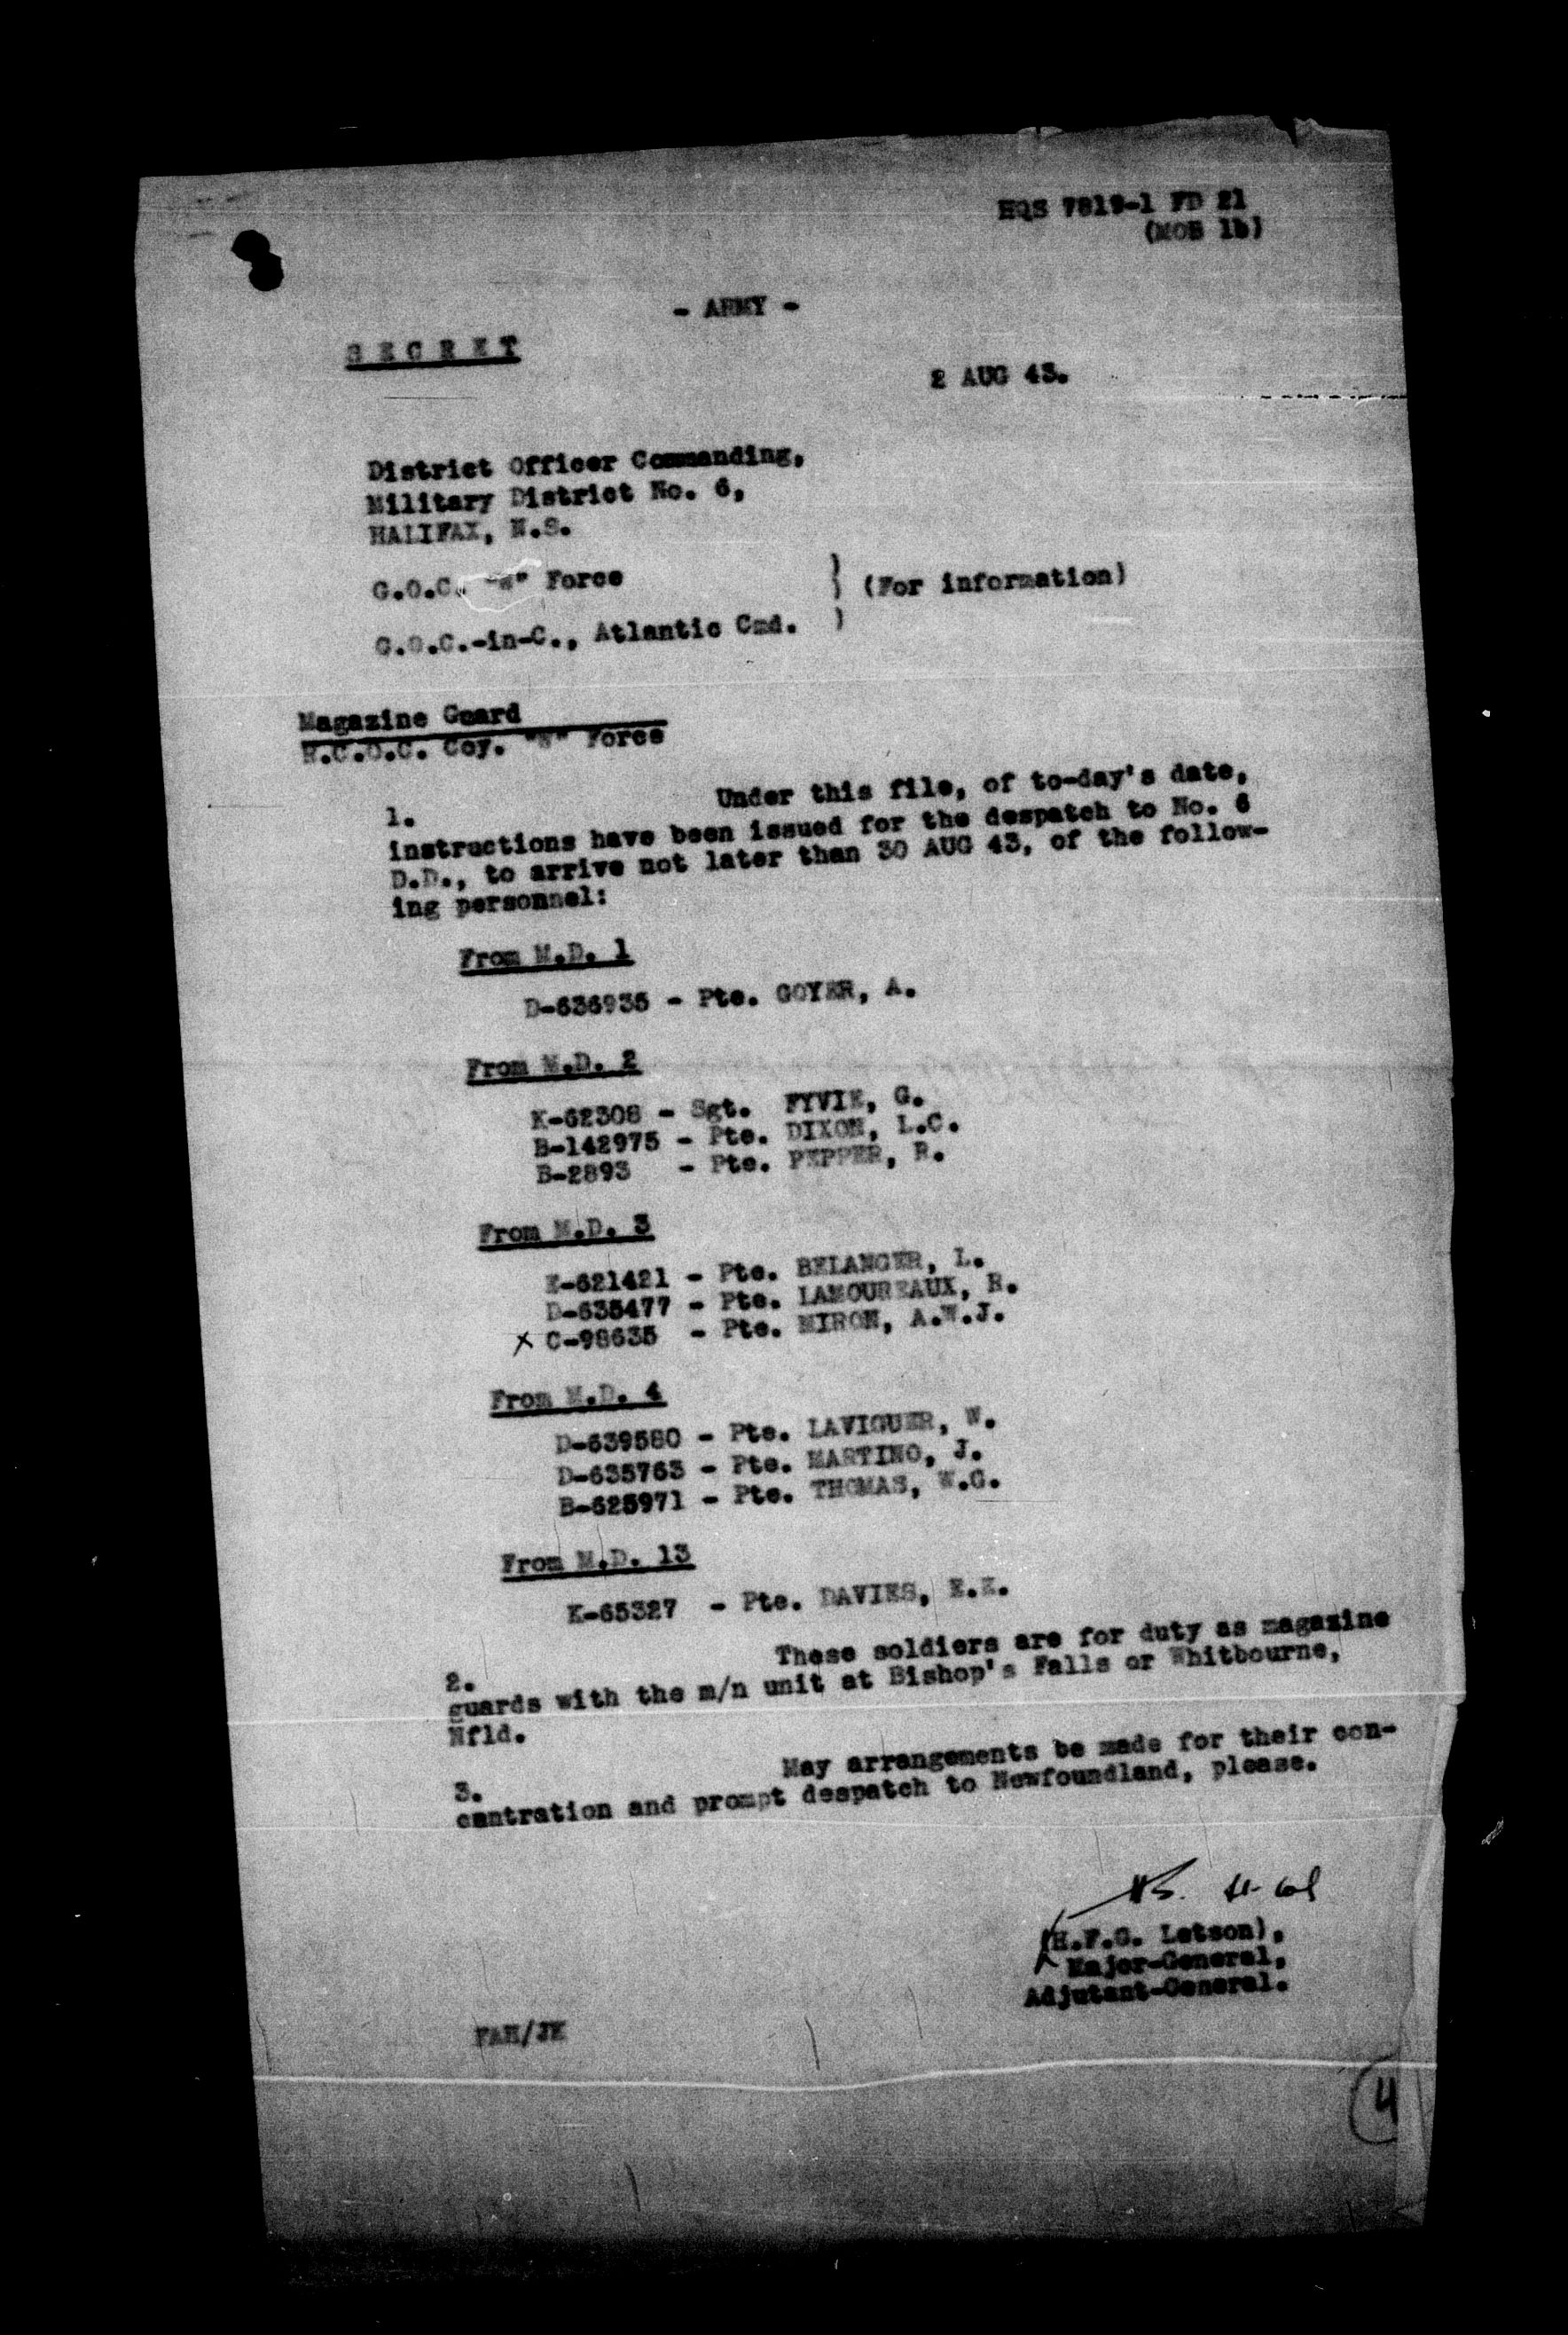 HQS 7819-1 FD 21
(MOB 1b)
- ARMY -
S E C R E T
2 AUG 43.
District Officer Commanding,
Military District No. 6,
HALIFAX, N.S.
G.O.C. "W" Force } (For information)
G.O.C.-in-C., Atlantic Cmd. )
Magazine Guard
R.C.O.C. Coy. "W" Force
1. Under this file, of to-day's date,
instructions have been issued for the despatch to No. 6
D.D., to arrive not later than 30 AUG 43, of the follow-
ing personnel:
From M.D. 1
D-636935 - Pte. GOYER, A.
From M.D. 2
K-62308 - Sgt. FYVIE, G.
B-142975 - Pte. DIXON, L.C.
B-2893 - Pte. PEPPER, R.
From M.D. 3
E-621421 - Pte. BELANGER, L.
D-635477 - Pte. LAMOUREAUX, R.
X C-98635 - Pte. MIRON, A.W.J.
From M.D. 4
D-639580 - Pte. LAVIGUER, W.
D-635763 - Pte. MARTINO, J.
B-625971 - Pte. THOMAS, W.G.
From M.D. 13
K-65327 - Pte. DAVIES, E.E.
2. These soldiers are for duty as magazine
guards with the m/n unit at Bishop's Falls or Whitbourne,
Nfld.
3. May arrangements be made for their con-
centration and prompt despatch to Newfoundland, please.
(H.F.G. Letson),
Major-General,
Adjutant-General.
FAH/JK
4